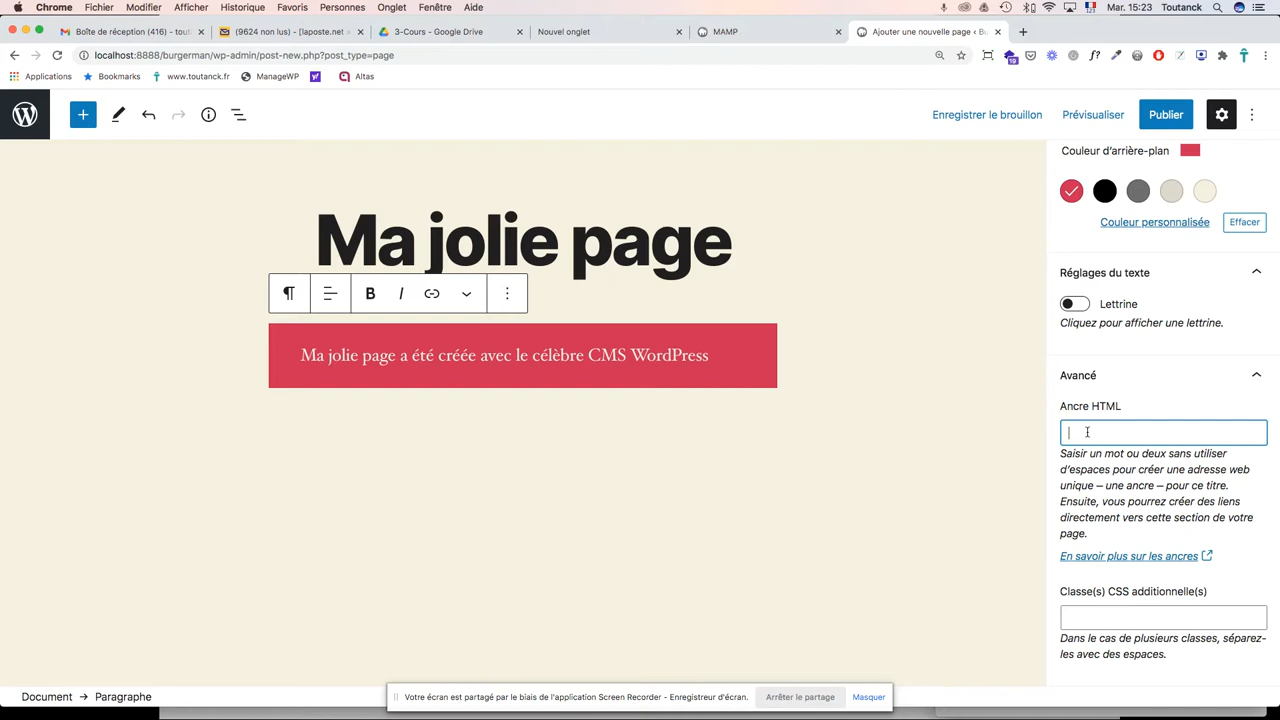 Chrome Fichier Modifier Afficher Historique Favoris Personnes Onglet Fenêtre Aide Mar. 15:23 Toutanck
Boîte de réception (416) - tout
(9624 non lus) - [laposte.net
3-Cours - Google Drive
Nouvel onglet
MAMP
Ajouter une nouvelle page ‹ Bu
localhost:8888/burgerman/wp-admin/post-new.php?post_type=page
19
Applications Bookmarks www.toutanck.fr ManageWP Altas
Enregistrer le brouillon Prévisualiser Publier
Couleur d'arrière-plan
Couleur personnalisée Effacer
Ma jolie page
Réglages du texte
B I
Lettrine
Cliquez pour afficher une lettrine.
Ma jolie page a été créée avec le célèbre CMS WordPress
Avancé
Ancre HTML
Saisir un mot ou deux sans utiliser
d'espaces pour créer une adresse web
unique – une ancre – pour ce titre.
Ensuite, vous pourrez créer des liens
directement vers cette section de votre
page.
En savoir plus sur les ancres
Classe(s) CSS additionnelle(s)
Dans le cas de plusieurs classes, séparez-
les avec des espaces.
Document → Paragraphe
Votre écran est partagé par le biais de l'application Screen Recorder - Enregistreur d'écran. Arrêter le partage Masquer